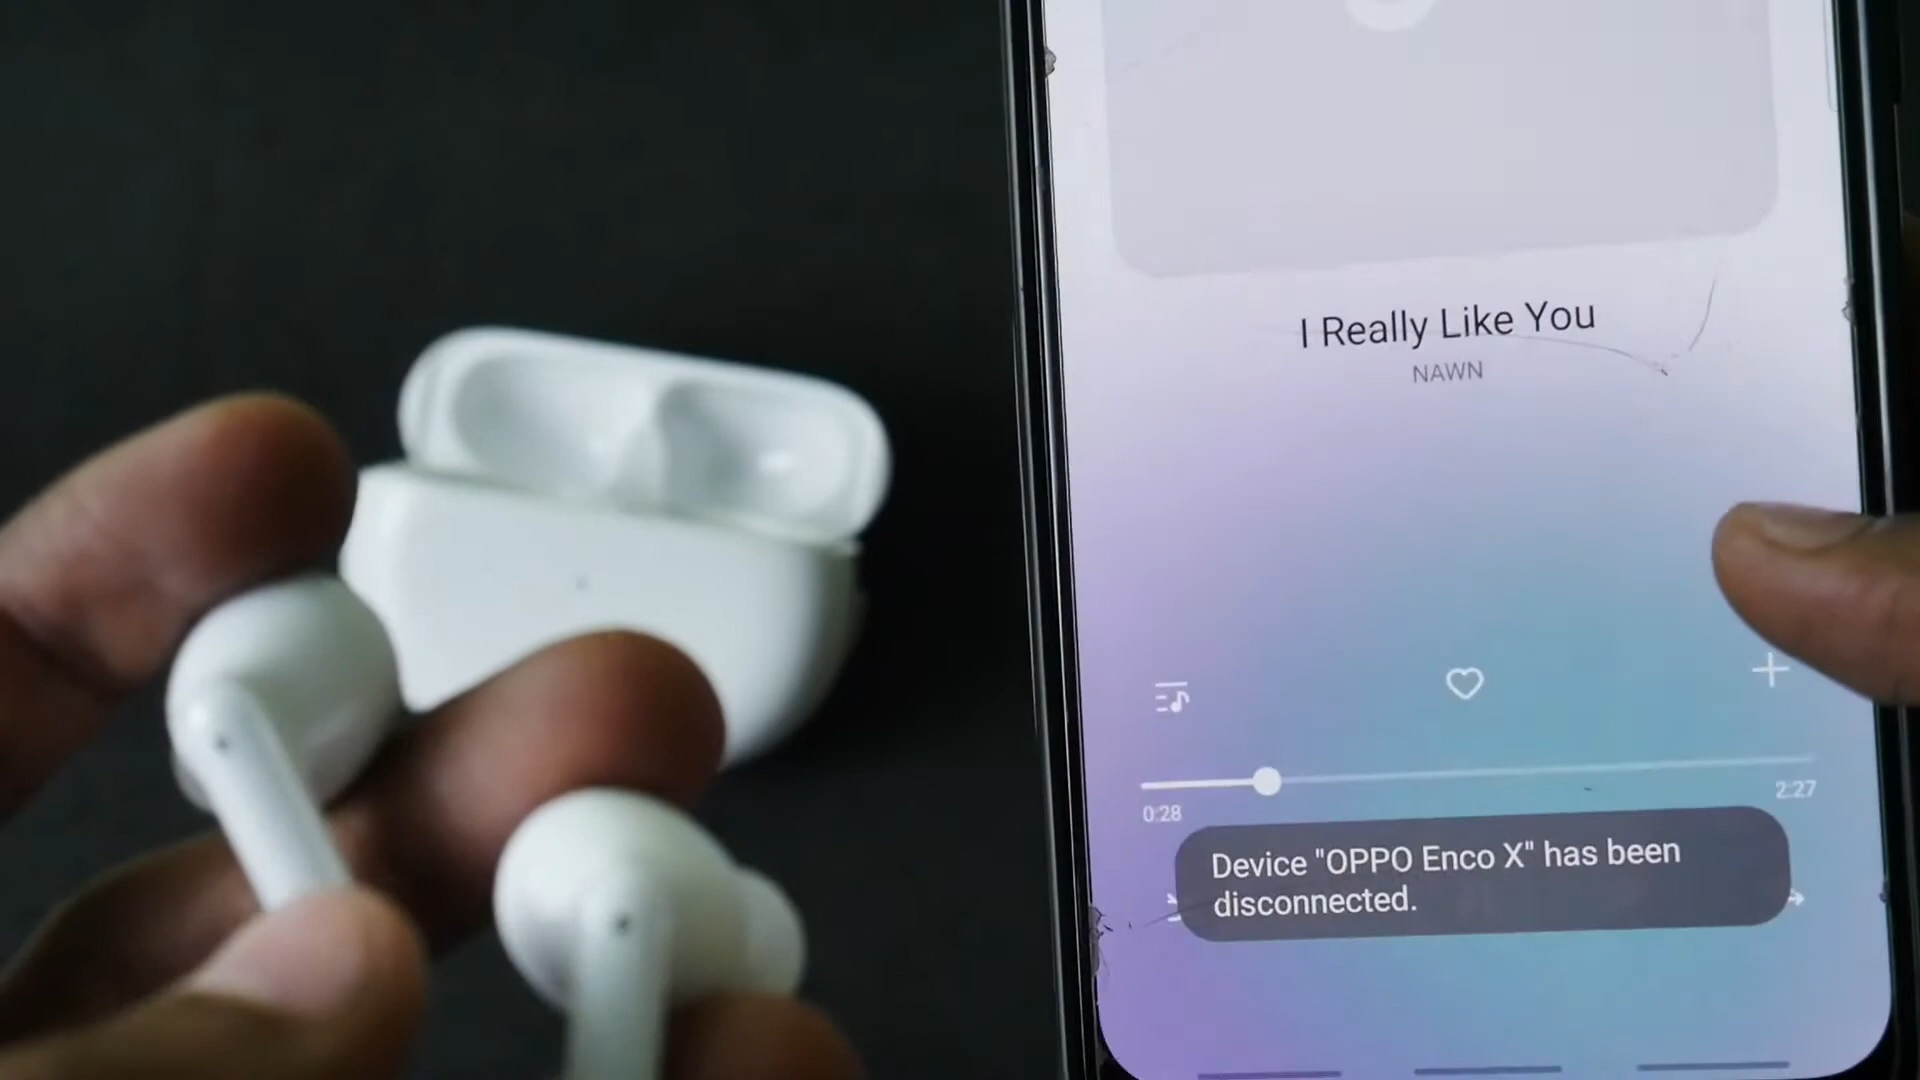 I Really Like You
NAWN
0:28
2:27
Device "OPPO Enco X" has been
disconnected.